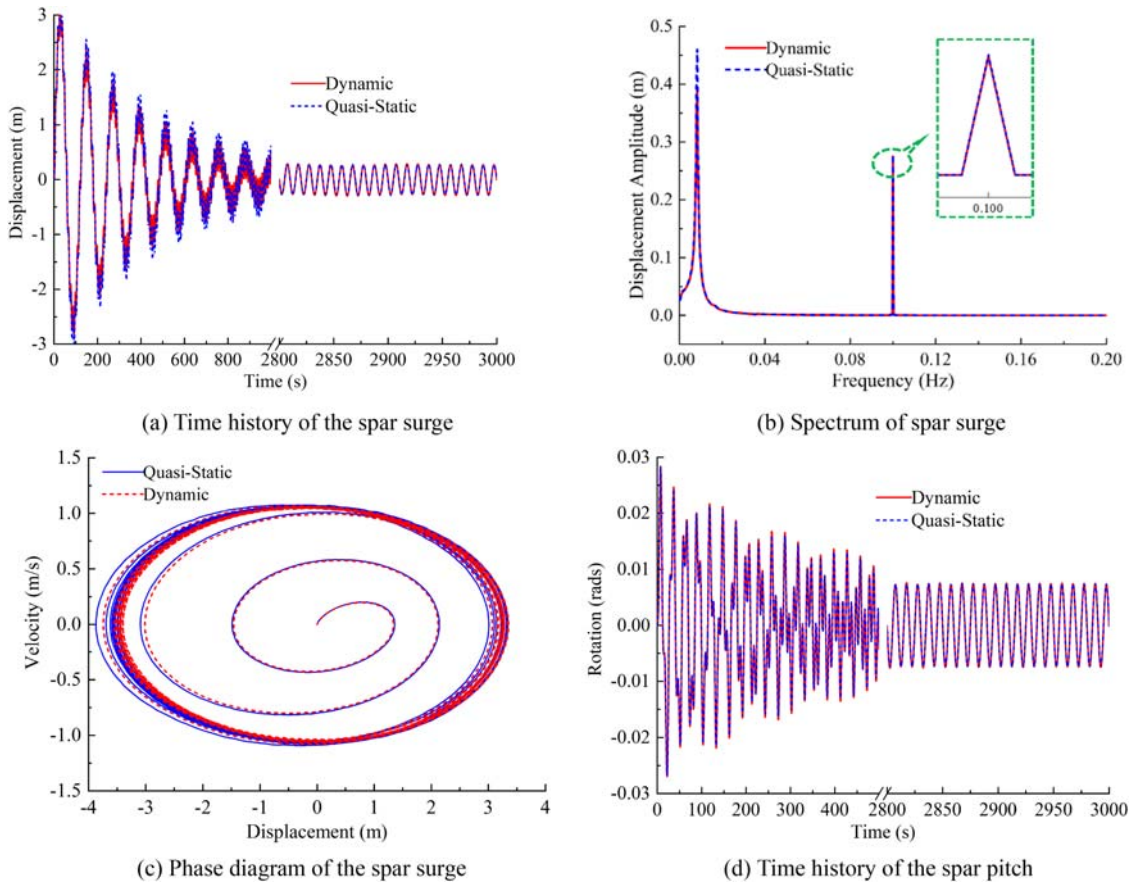 3
2
1
0
-1
-2
-3
Displacement (m)
Dynamic
Quasi-Static
0 200 400 600 800 2800 2850 2900 2950 3000
Time (s)
(a) Time history of the spar surge
0.5
0.4
0.3
0.2
0.1
0.0
Displacement Amplitude (m)
Dynamic
Quasi-Static
0.100
0.00 0.04 0.08 0.12 0.16 0.20
Frequency (Hz)
(b) Spectrum of spar surge
1.5
1.0
0.5
0.0
-0.5
-1.0
-1.5
Velocity (m/s)
Quasi-Static
Dynamic
-4 -3 -2 -1 0 1 2 3 4
Displacement (m)
(c) Phase diagram of the spar surge
0.03
0.02
0.01
0.00
-0.01
-0.02
-0.03
Rotation (rads)
Dynamic
Quasi-Static
0 100 200 300 400 2850 2900 2950 3000
Time (s)
(d) Time history of the spar pitch